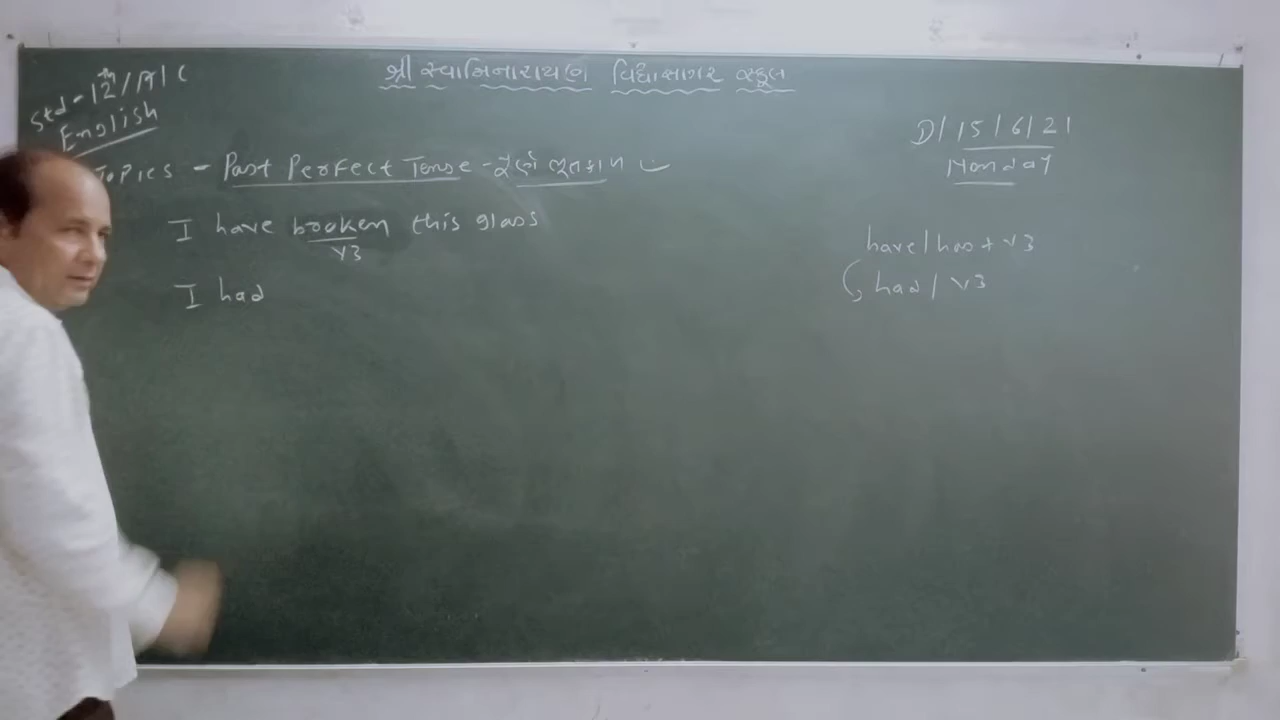 શ્રી સ્વામિનારાયણ વિદ્યાસાગર સ્કૂલ
Std - 12th / A / C
English
D / 15 / 6 / 21
Monday
Topics - Past Perfect Tense - પૂર્ણ ભૂતકાળ
I have booken this glass
V3
have / has + V3
had / V3
I had